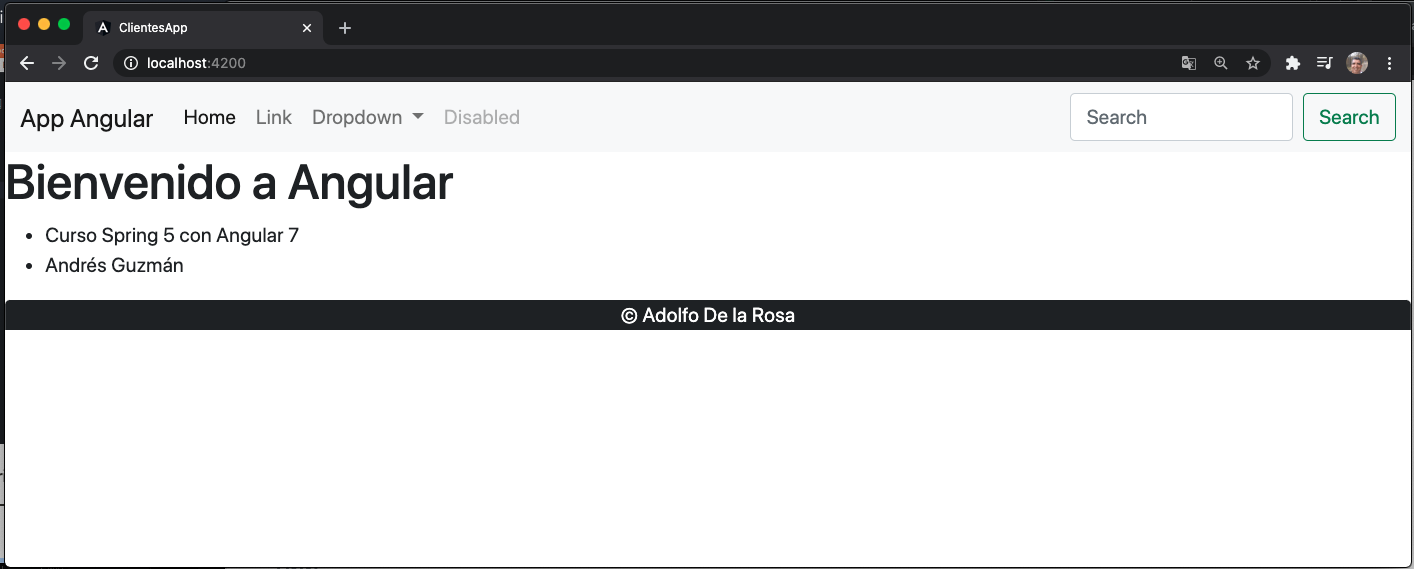 ClientesApp
localhost:4200
App Angular Home Link Dropdown Disabled Search Search
Bienvenido a Angular
• Curso Spring 5 con Angular 7
• Andrés Guzmán
© Adolfo De la Rosa